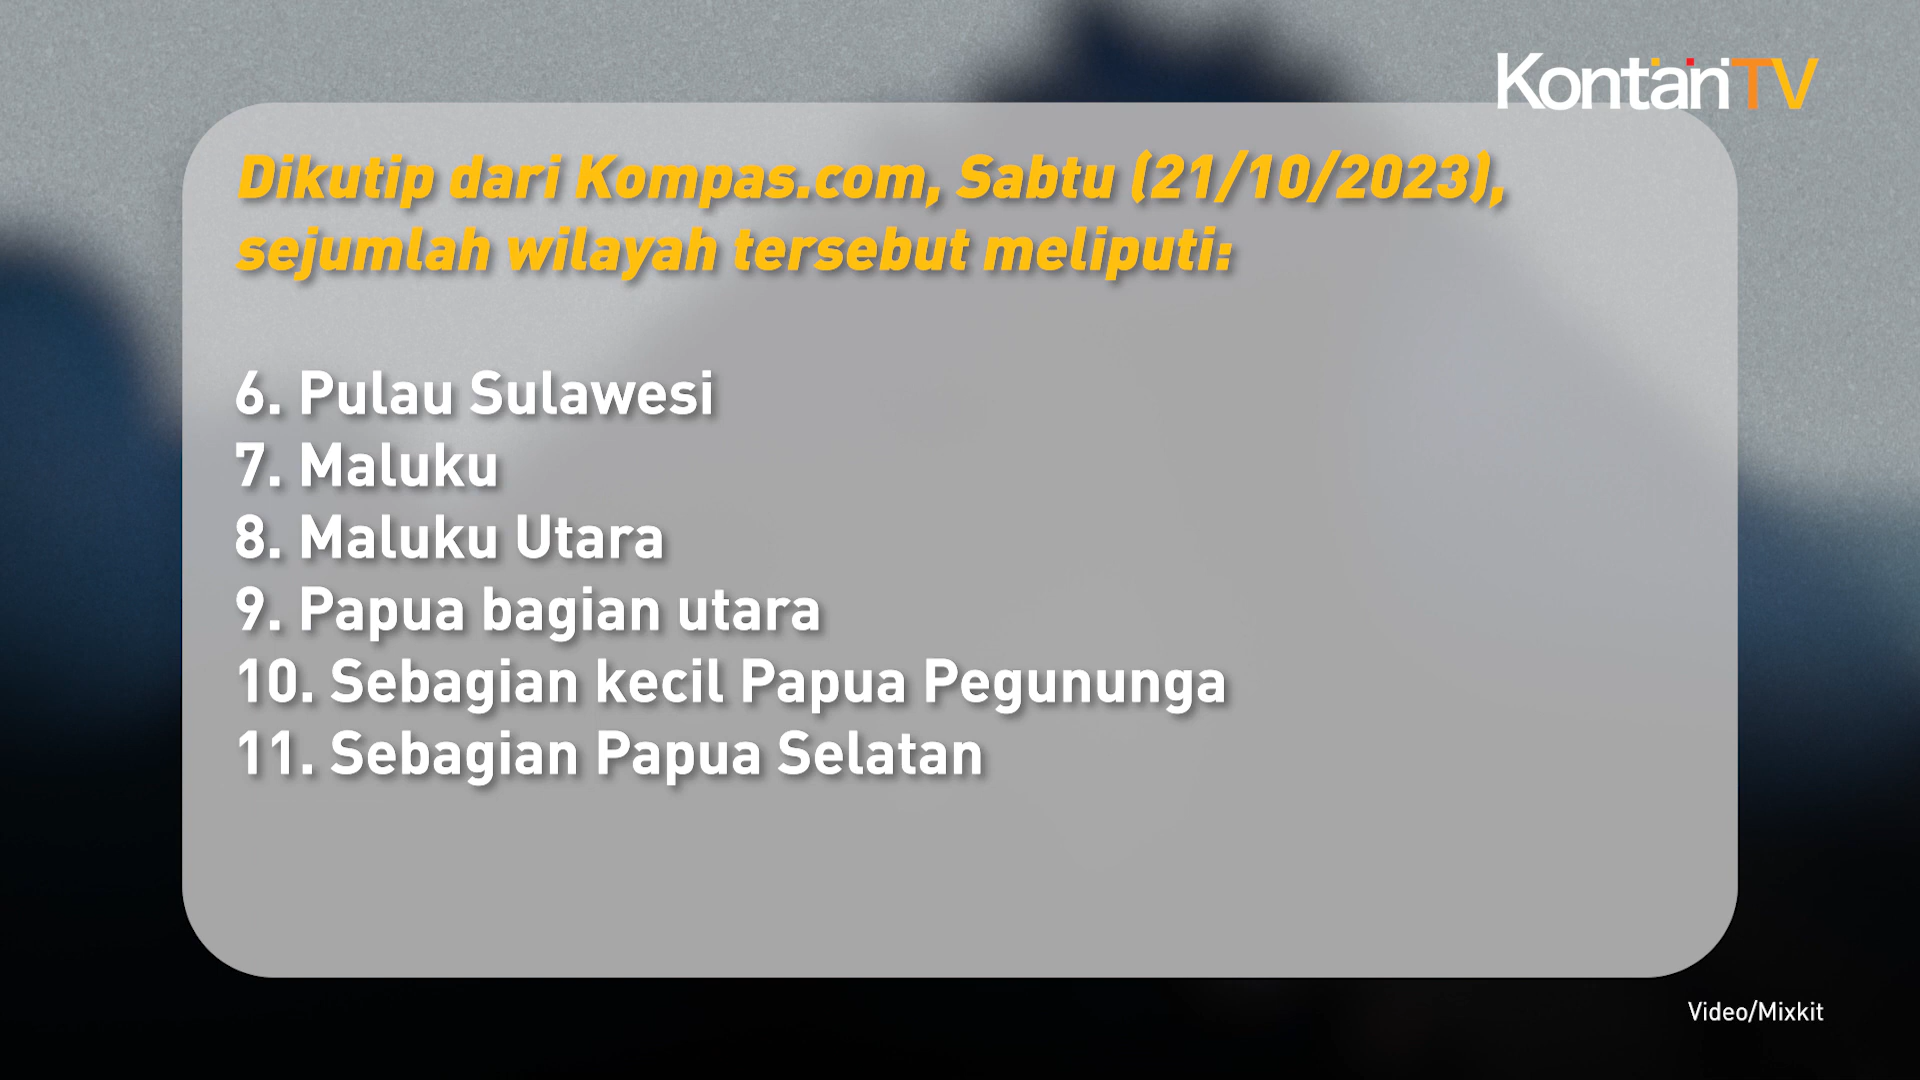 KontanTV
Dikutip dari Kompas.com, Sabtu (21/10/2023),
sejumlah wilayah tersebut meliputi:
6. Pulau Sulawesi
7. Maluku
8. Maluku Utara
9. Papua bagian utara
10. Sebagian kecil Papua Pegununga
11. Sebagian Papua Selatan
Video/Mixkit